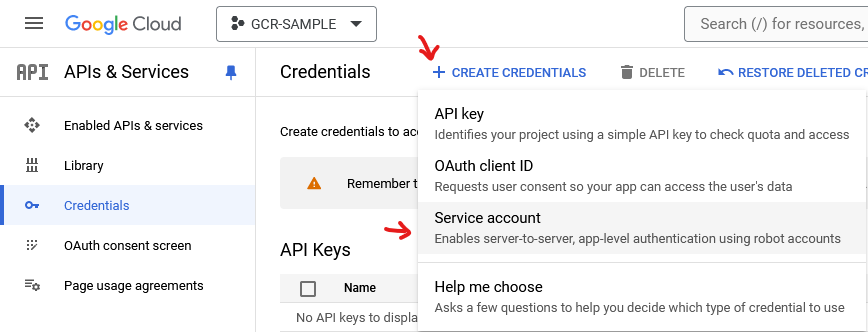 Google Cloud
GCR-SAMPLE
Search (/) for resources,
API
APIs & Services
Credentials
CREATE CREDENTIALS
DELETE
RESTORE DELETED CR
Enabled APIs & services
Library
Credentials
OAuth consent screen
Page usage agreements
Create credentials to acc
Remember t
API Keys
Name
No API keys to displa
API key
Identifies your project using a simple API key to check quota and access
OAuth client ID
Requests user consent so your app can access the user's data
Service account
Enables server-to-server, app-level authentication using robot accounts
Help me choose
Asks a few questions to help you decide which type of credential to use